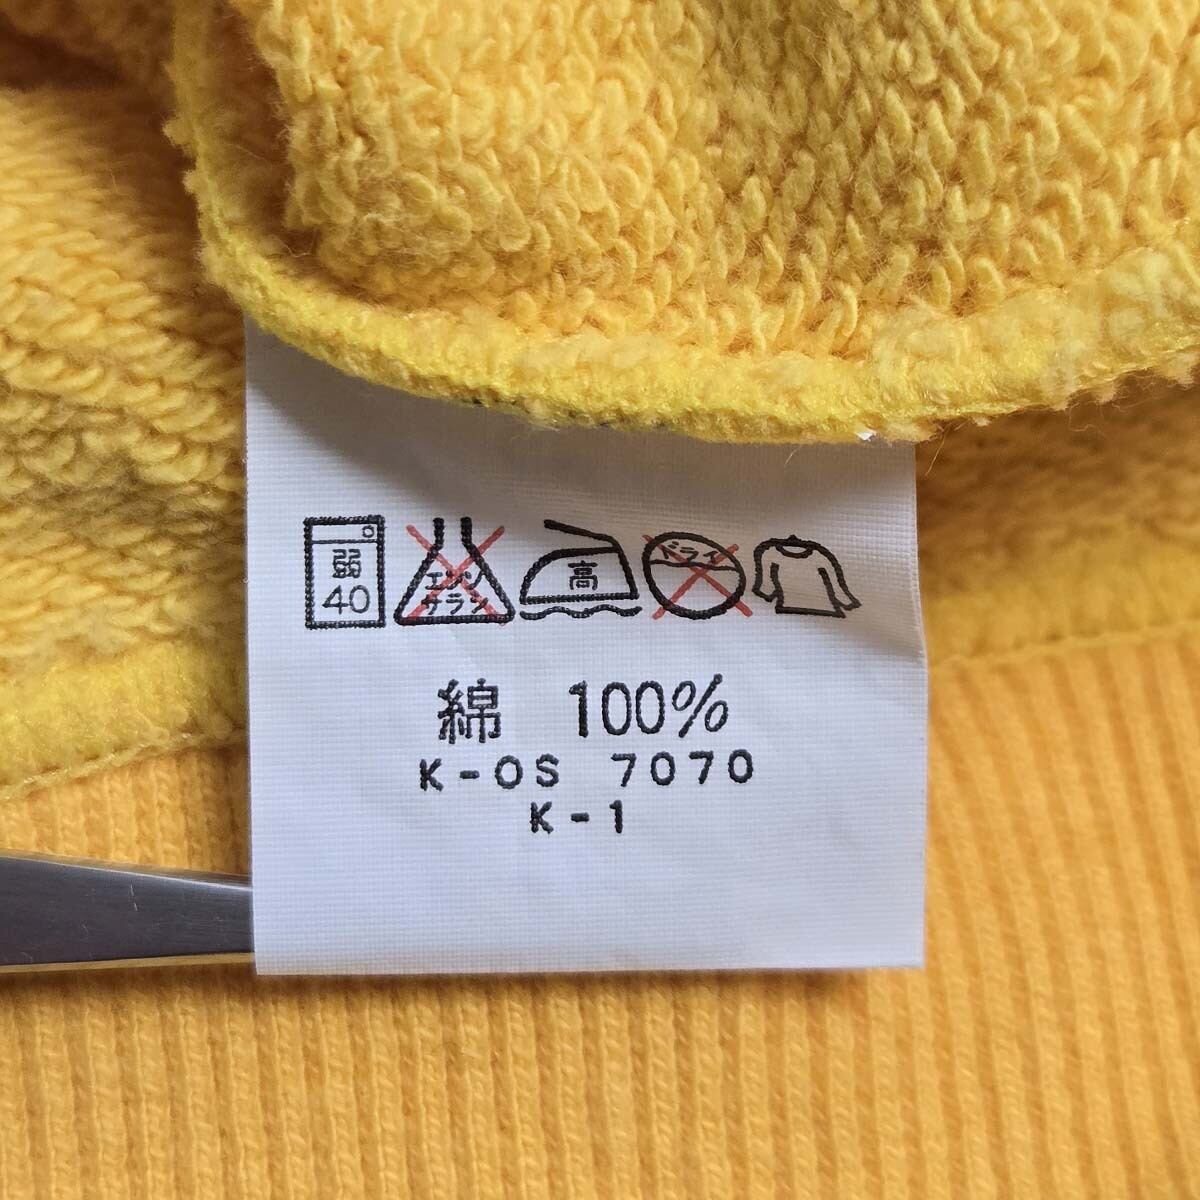 弱 エンソ 高 ドライ
40 サラシ
綿 100%
K-OS 7070
K-1